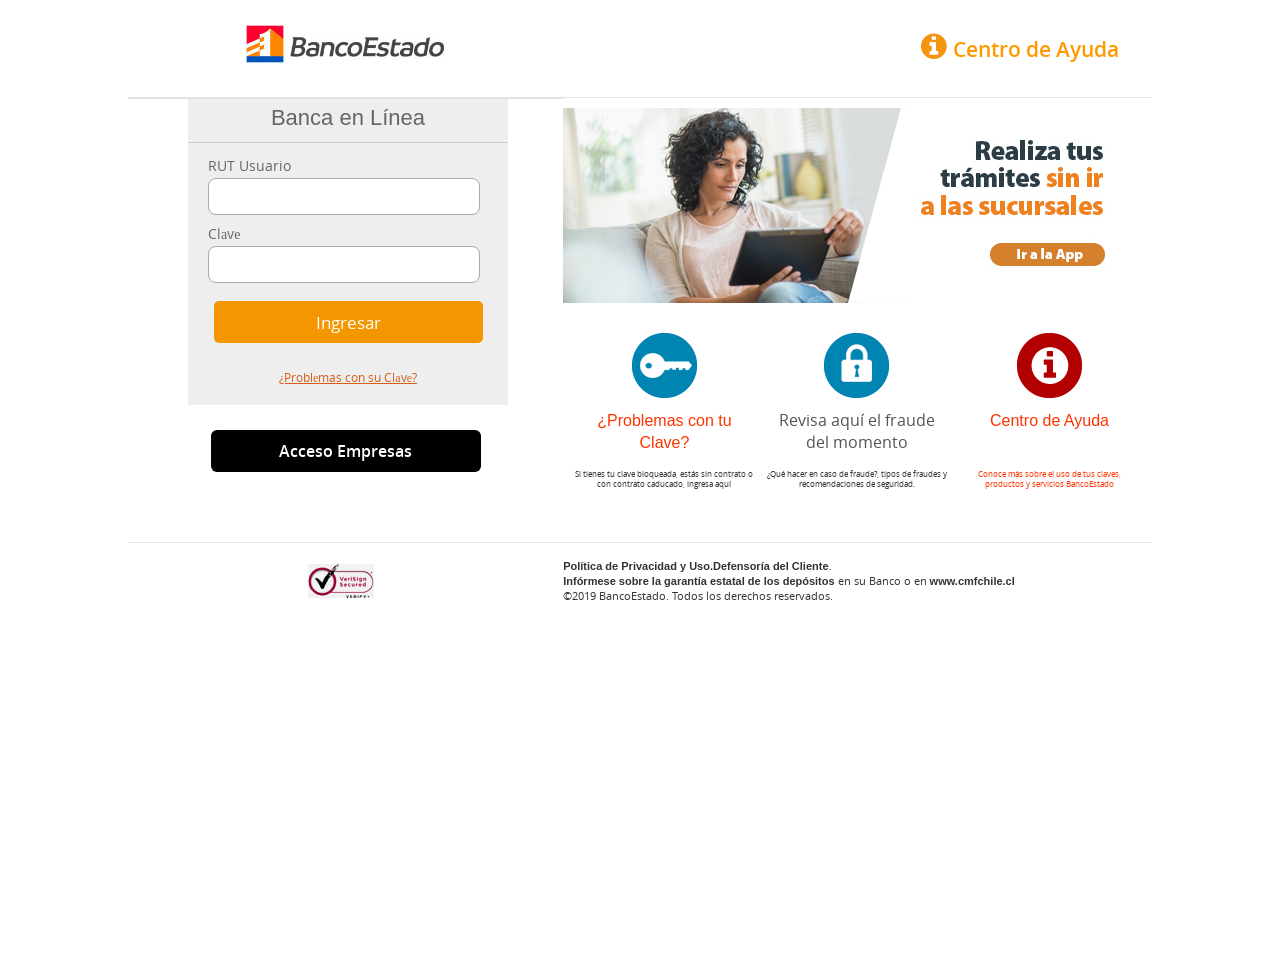 BancoEstado
Centro de Ayuda
Banca en Línea
RUT Usuario
Clave
Ingresar
¿Problemas con su Clave?
Acceso Empresas
Realiza tus
trámites sin ir
a las sucursales
Ir a la App
¿Problemas con tu
Clave?
Si tienes tu clave bloqueada, estás sin contrato o
con contrato caducado, ingresa aquí
Revisa aquí el fraude
del momento
¿Qué hacer en caso de fraude?, tipos de fraudes y
recomendaciones de seguridad.
Centro de Ayuda
Conoce más sobre el uso de tus claves,
productos y servicios BancoEstado
VeriSign
Secured
VERIFY
Política de Privacidad y Uso.Defensoría del Cliente.
Infórmese sobre la garantía estatal de los depósitos en su Banco o en www.cmfchile.cl
©2019 BancoEstado. Todos los derechos reservados.